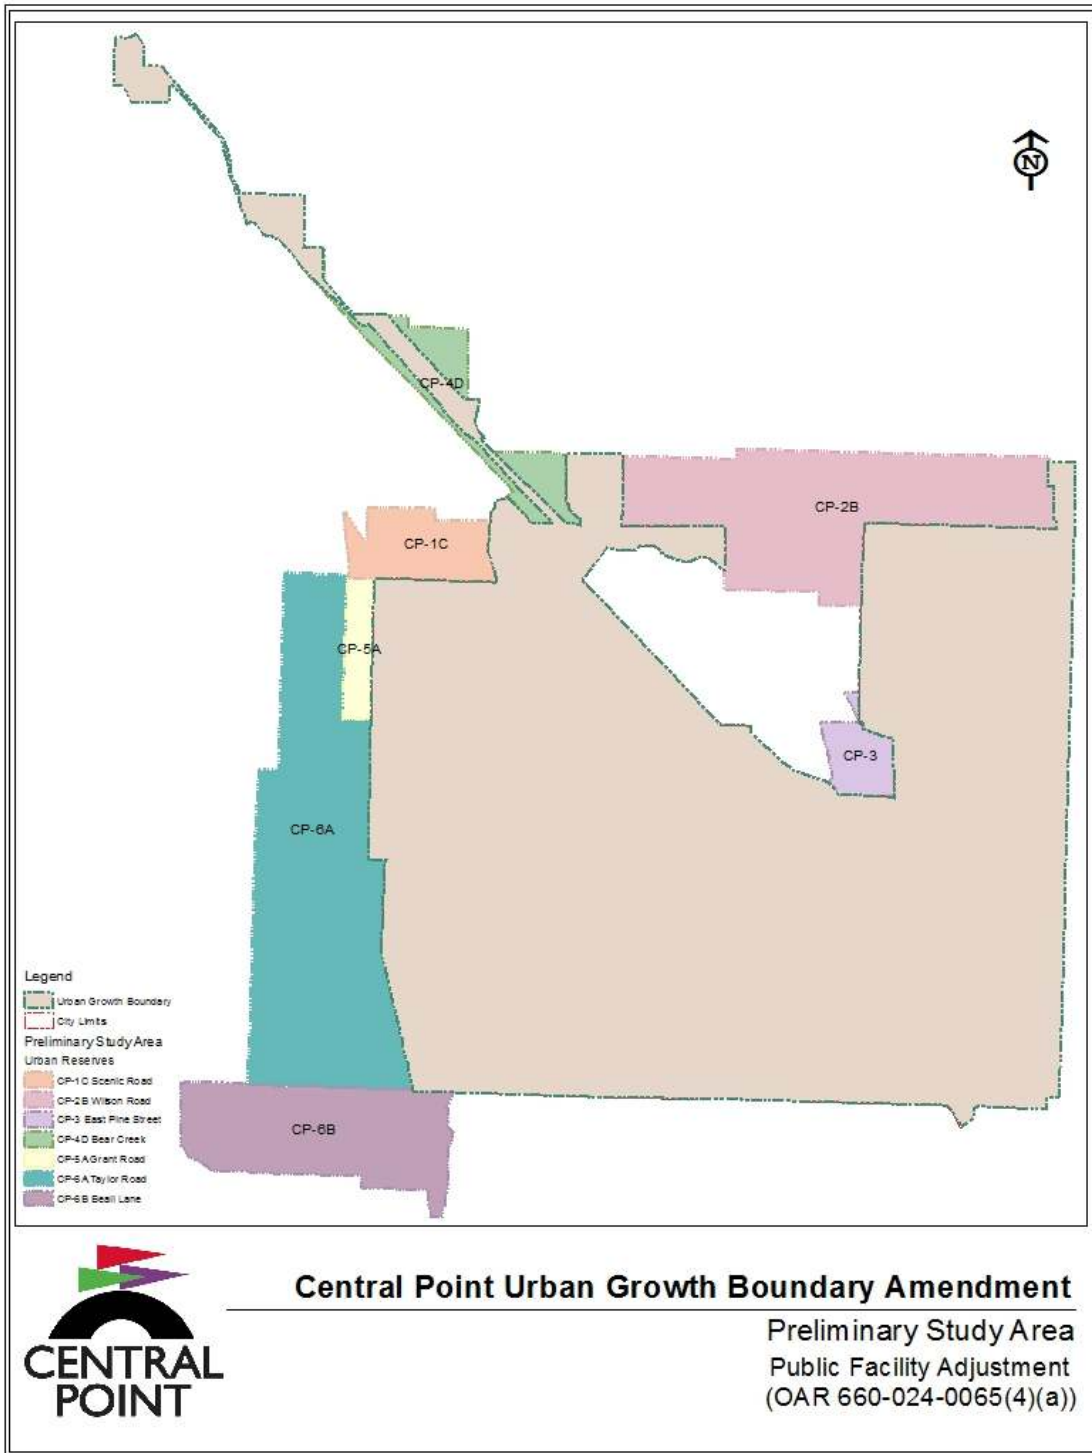 N
CP-4D
CP-2B
CP-1C
CP-5A
CP-3
CP-6A
CP-6B
Legend
Urban Growth Boundary
City Limits
Preliminary Study Area
Urban Reserves
CP-1C Scenic Road
CP-2B Wilson Road
CP-3 East Pine Street
CP-4D Bear Creek
CP-5A Grant Road
CP-6A Taylor Road
CP-6B Beall Lane
CENTRAL
POINT
Central Point Urban Growth Boundary Amendment
Preliminary Study Area
Public Facility Adjustment
(OAR 660-024-0065(4)(a))